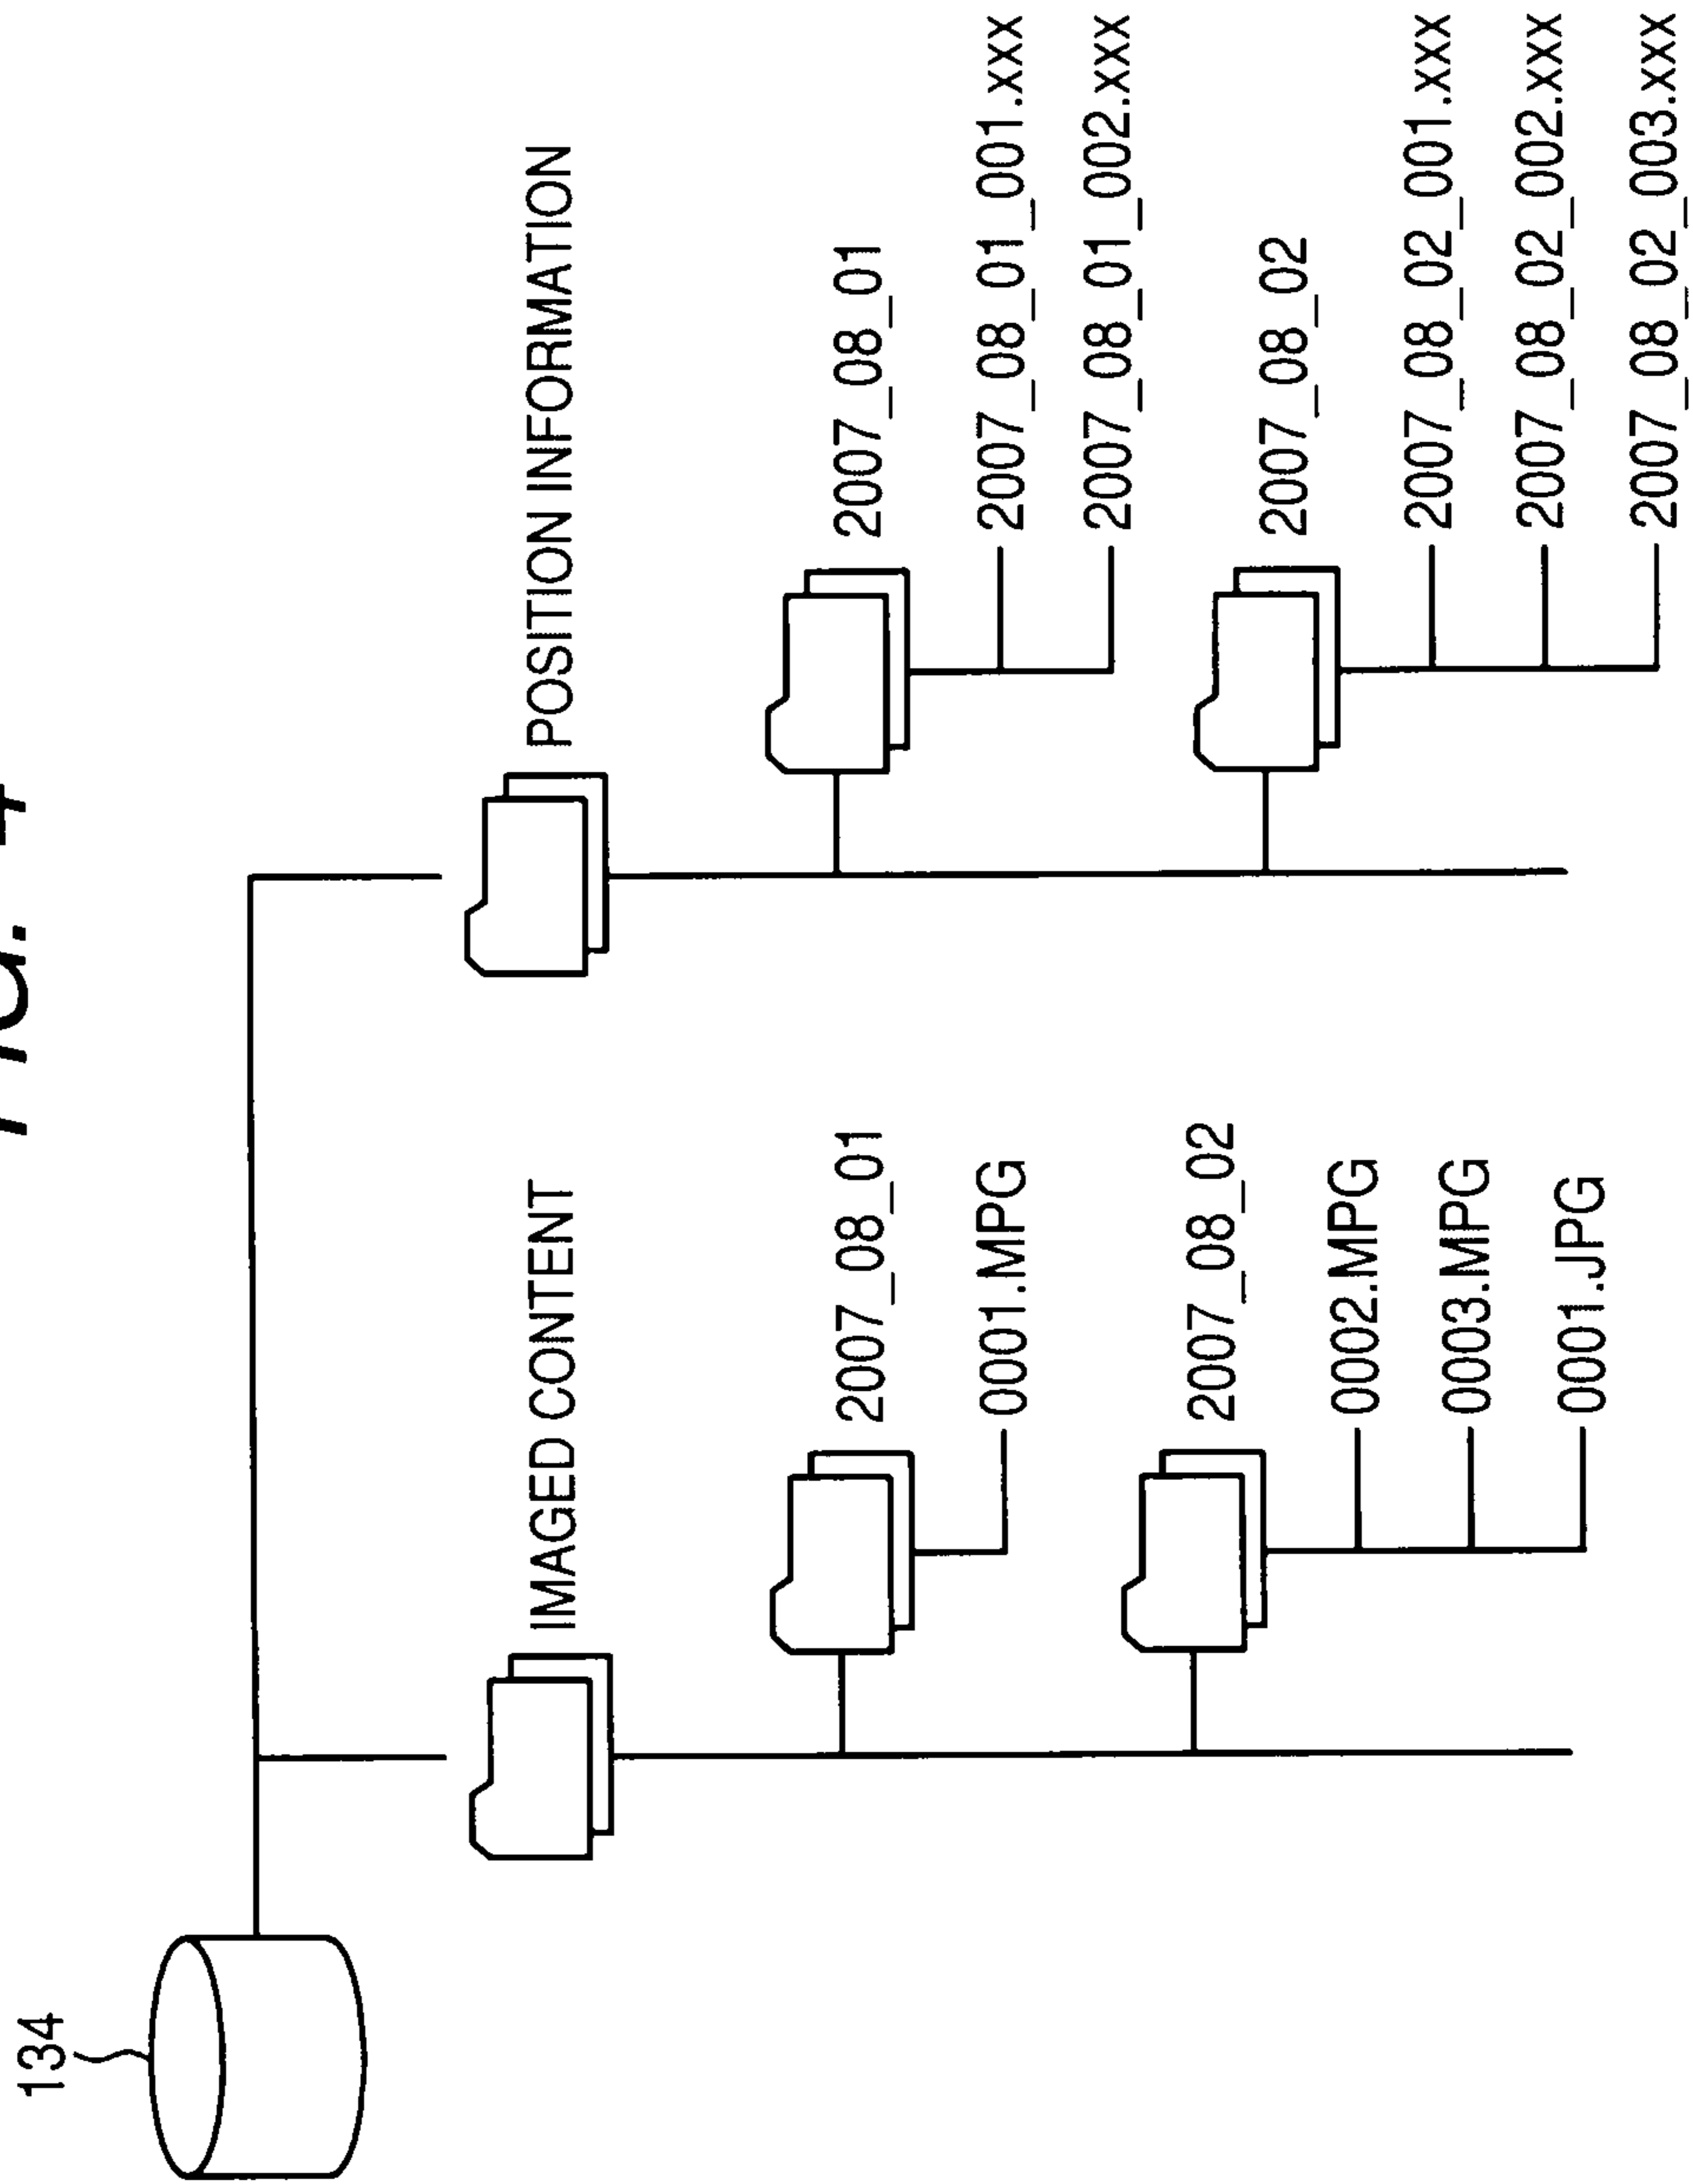 FIG. 4
134
IMAGED CONTENT
2007_08_01
0001.MPG
2007_08_02
0002.MPG
0003.MPG
0001.JPG
POSITION INFORMATION
2007_08_01
2007_08_01_001.xxx
2007_08_01_002.xxx
2007_08_02
2007_08_02_001.xxx
2007_08_02_002.xxx
2007_08_02_003.xxx